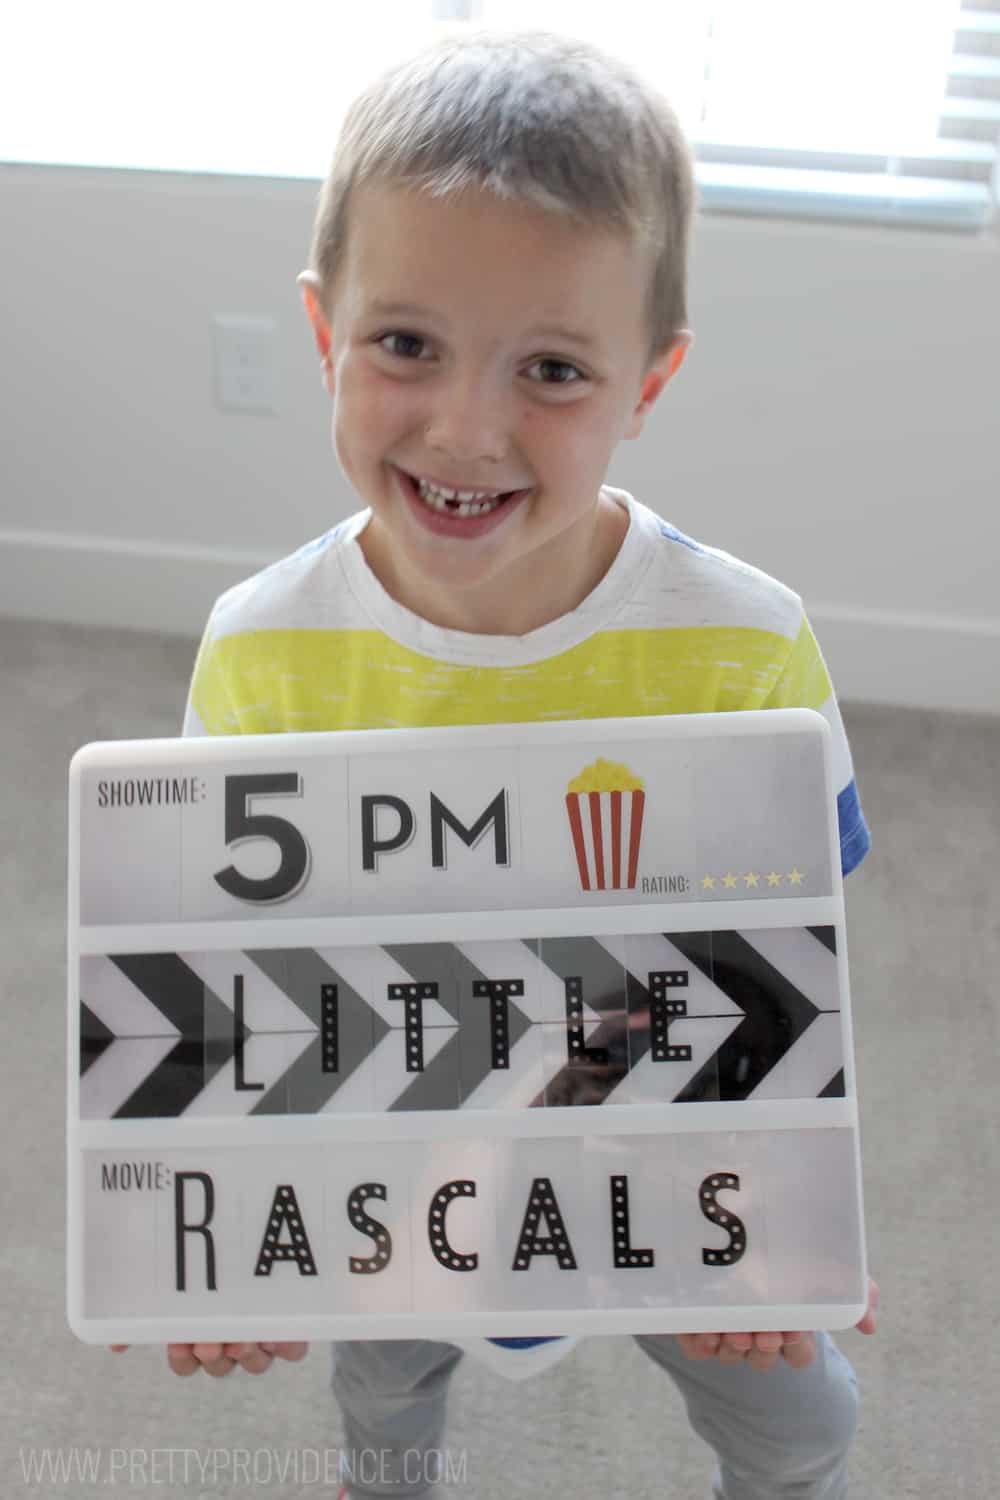 SHOWTIME: 5 PM
RATING:
LITTLE
MOVIE: RASCALS
WWW.PRETTYPROVIDENCE.COM